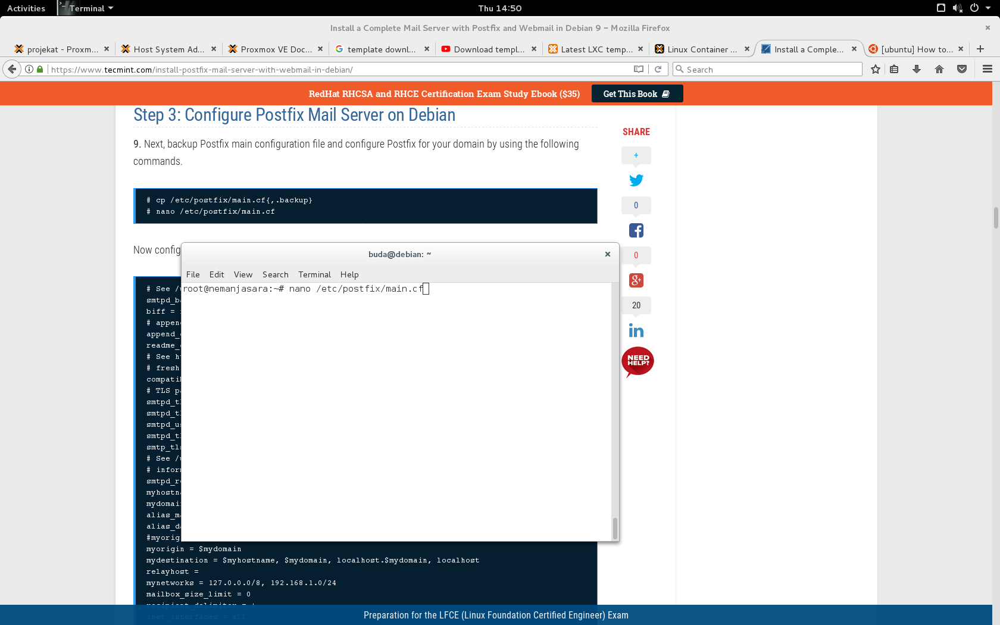 Activities
Terminal
Thu 14:50
Install a Complete Mail Server with Postfix and Webmail in Debian 9 – Mozilla Firefox
projekat - Proxm...
Host System Ad...
Proxmox VE Doc...
template downl...
Download templ...
Latest LXC temp...
Linux Container ...
Install a Comple...
[ubuntu] How to...
https://www.tecmint.com/install-postfix-mail-server-with-webmail-in-debian/
Search
RedHat RHCSA and RHCE Certification Exam Study Ebook ($35)
Get This Book
Step 3: Configure Postfix Mail Server on Debian
9. Next, backup Postfix main configuration file and configure Postfix for your domain by using the following
commands.
# cp /etc/postfix/main.cf{,.backup}
# nano /etc/postfix/main.cf
Now config
SHARE
+
0
0
20
NEED
HELP?
buda@debian: ~
File Edit View Search Terminal Help
root@nemanjasara:~# nano /etc/postfix/main.cf
# See /u
smtpd_ba
biff =
# appen
append_
readme_
# See h
# fresh
compati
# TLS pa
smtpd_t
smtpd_t
smtpd_us
smtpd_t
smtp_tls
# See /u
# infor
smtpd_re
myhostna
mydomai
alias_ma
alias_da
#myorig
myorigin = $mydomain
mydestination = $myhostname, $mydomain, localhost.$mydomain, localhost
relayhost =
mynetworks = 127.0.0.0/8, 192.168.1.0/24
mailbox_size_limit = 0
inet_interfaces = all
Preparation for the LFCE (Linux Foundation Certified Engineer) Exam